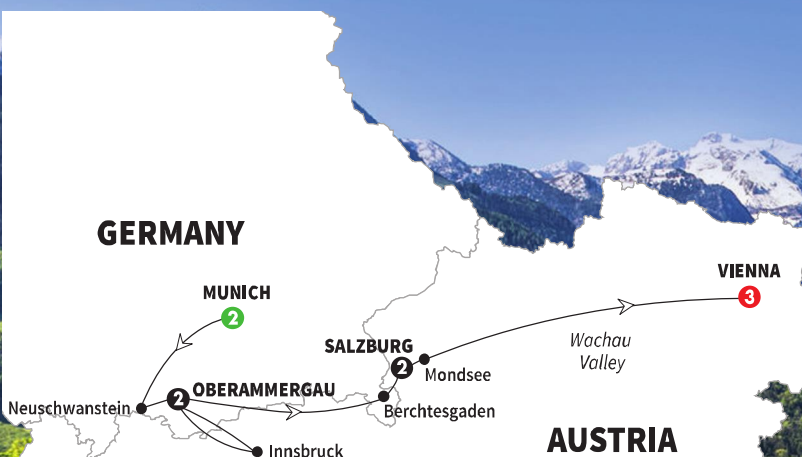 GERMANY
MUNICH
2
VIENNA
3
Wachau
Valley
SALZBURG
2
Mondsee
OBERAMMERGAU
2
Neuschwanstein
Berchtesgaden
Innsbruck
AUSTRIA